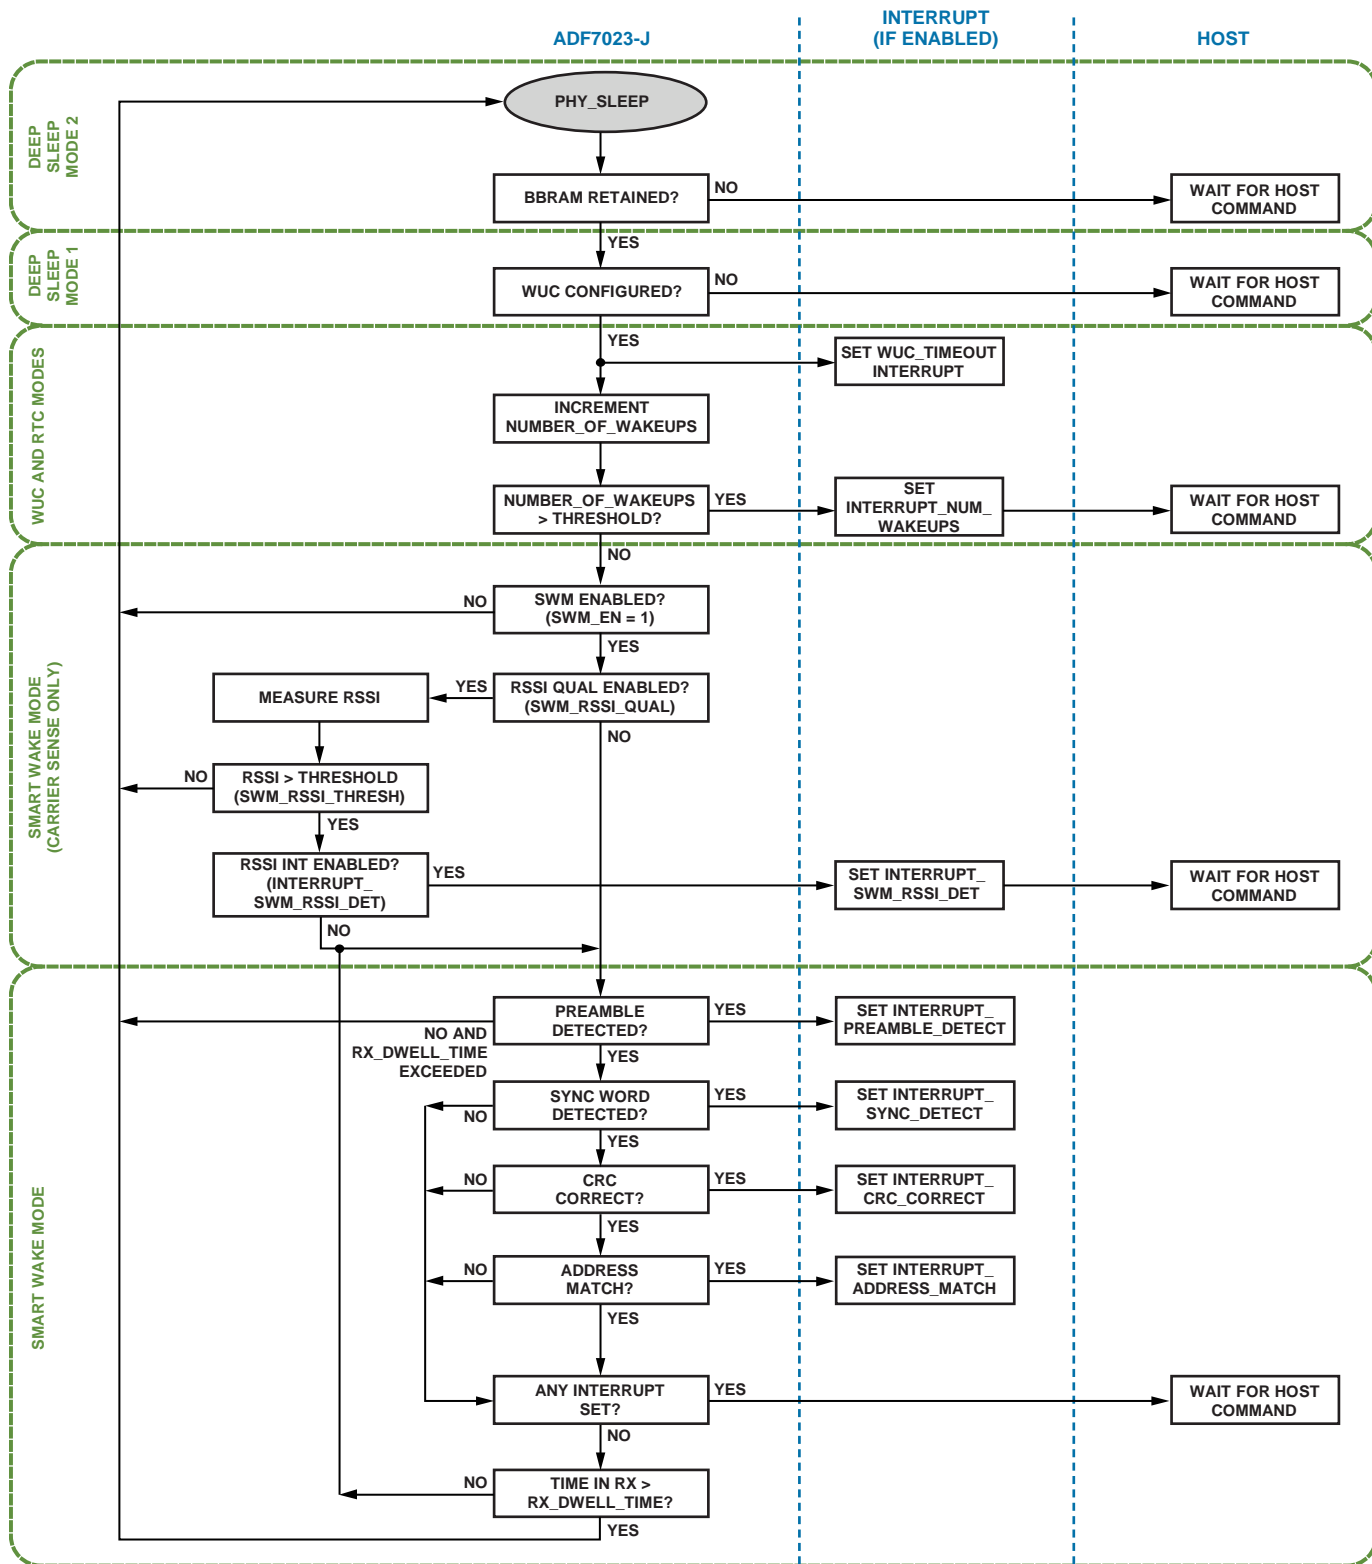 ADF7023-J
INTERRUPT
(IF ENABLED)
HOST
DEEP
SLEEP
MODE 2
PHY_SLEEP
BBRAM RETAINED?
NO
WAIT FOR HOST
COMMAND
YES
DEEP
SLEEP
MODE 1
WUC CONFIGURED?
NO
WAIT FOR HOST
COMMAND
YES
WUC AND RTC MODES
SET WUC_TIMEOUT
INTERRUPT
INCREMENT
NUMBER_OF_WAKEUPS
NUMBER_OF_WAKEUPS
> THRESHOLD?
YES
SET
INTERRUPT_NUM_
WAKEUPS
WAIT FOR HOST
COMMAND
NO
SMART WAKE MODE
(CARRIER SENSE ONLY)
NO
SWM ENABLED?
(SWM_EN = 1)
YES
MEASURE RSSI
YES
RSSI QUAL ENABLED?
(SWM_RSSI_QUAL)
NO
NO
RSSI > THRESHOLD
(SWM_RSSI_THRESH)
YES
RSSI INT ENABLED?
(INTERRUPT_
SWM_RSSI_DET)
YES
SET INTERRUPT_
SWM_RSSI_DET
WAIT FOR HOST
COMMAND
NO
SMART WAKE MODE
PREAMBLE
DETECTED?
YES
SET INTERRUPT_
PREAMBLE_DETECT
NO AND
RX_DWELL_TIME
EXCEEDED
YES
SYNC WORD
DETECTED?
NO
YES
SET INTERRUPT_
SYNC_DETECT
YES
NO
CRC
CORRECT?
YES
SET INTERRUPT_
CRC_CORRECT
YES
NO
ADDRESS
MATCH?
YES
SET INTERRUPT_
ADDRESS_MATCH
YES
ANY INTERRUPT
SET?
YES
WAIT FOR HOST
COMMAND
NO
NO
TIME IN RX >
RX_DWELL_TIME?
YES